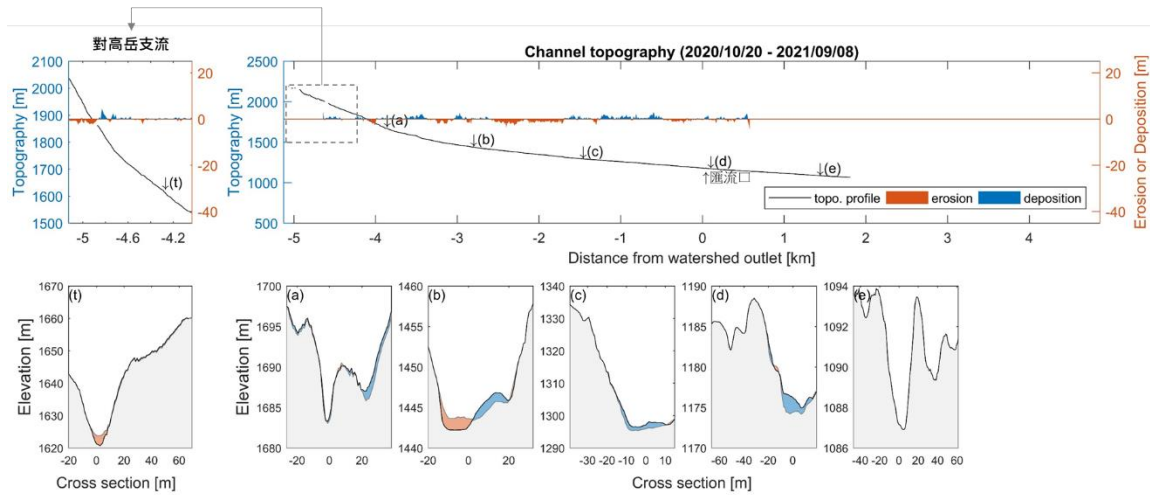 對高岳支流
Channel topography (2020/10/20 - 2021/09/08)
Topography [m]
2100
2000
1900
1800
1700
1600
1500
20
0
-20
-40
-5 -4.6 -4.2
↓(t)
Topography [m]
2500
2000
1500
1000
500
↓(a)
↓(b)
↓(c)
↓(d)
↓(e)
↑匯流口
topo. profile erosion deposition
20
0
-20
-40
Erosion or Deposition [m]
-5 -4 -3 -2 -1 0 1 2 3 4
Distance from watershed outlet [km]
(t)
Elevation [m]
1670
1660
1650
1640
1630
1620
-20 0 20 40 60
Cross section [m]
(a)
Elevation [m]
1700
1695
1690
1685
1680
-20 0 20
(b)
1460
1455
1450
1445
1440
-20 0 20
(c)
1340
1330
1320
1310
1300
1290
-40 -30 -20 -10 0 10
(d)
1190
1185
1180
1175
1170
-60 -40 -20 0
(e)
1094
1092
1090
1088
1086
-40 -20 0 20 40 60
Cross section [m]
Cross section [m]